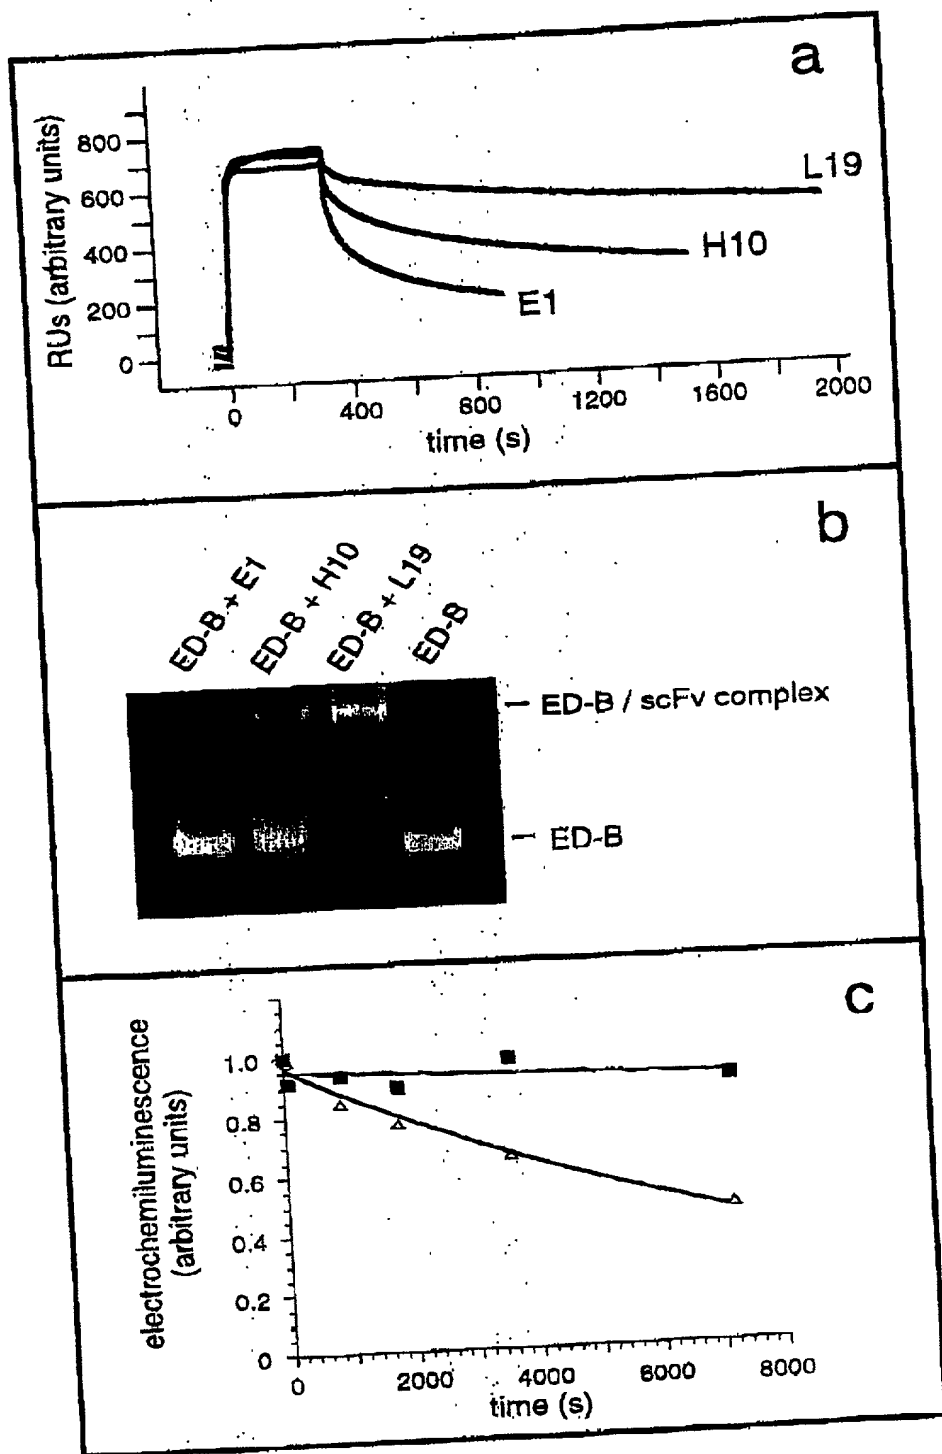 a
RUs (arbitrary units)
800
600
400
200
0
L19
H10
E1
0
400
800
1200
1600
2000
time (s)
b
ED-B + E1
ED-B + H10
ED-B + L19
ED-B
ED-B / scFv complex
ED-B
c
electrochemiluminescence
(arbitrary units)
1.0
0.8
0.6
0.4
0.2
0
0
2000
4000
6000
8000
time (s)